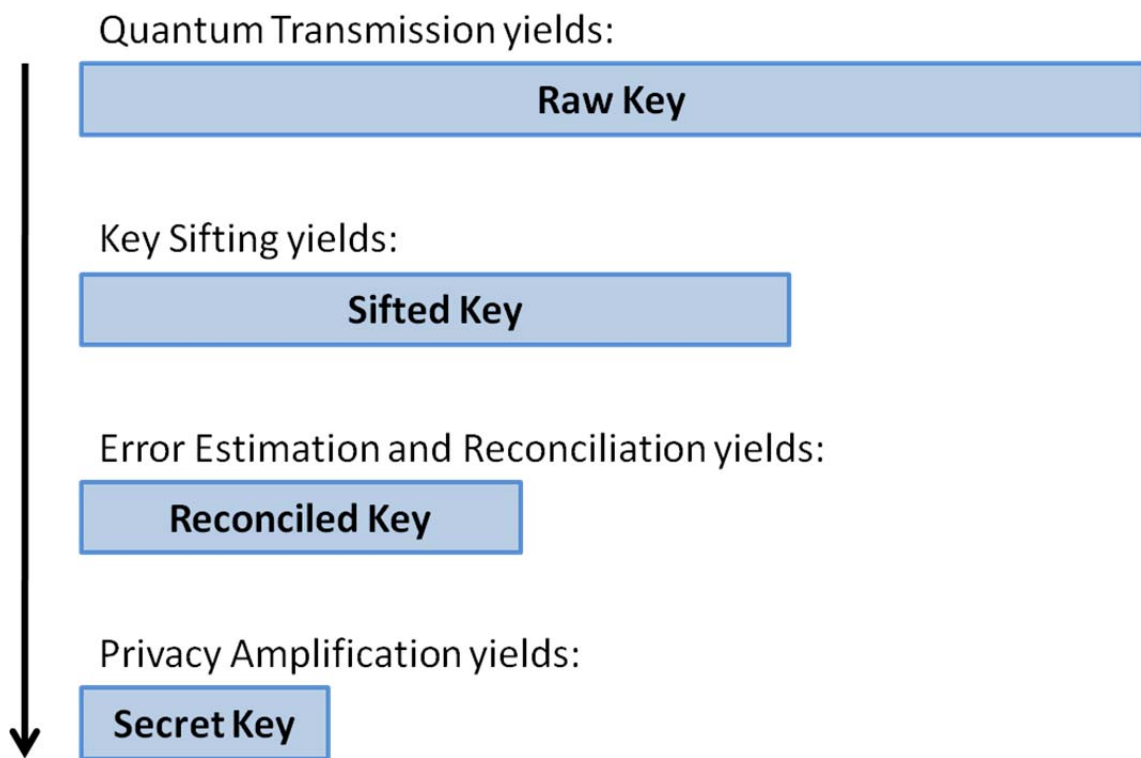 Quantum Transmission yields:
Raw Key
Key Sifting yields:
Sifted Key
Error Estimation and Reconciliation yields:
Reconciled Key
Privacy Amplification yields:
Secret Key